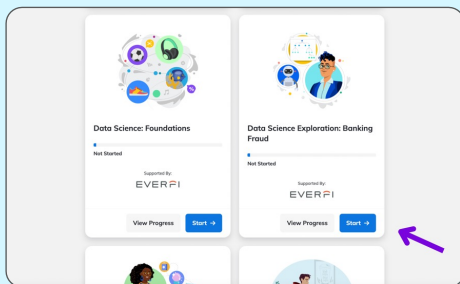 Data Science: Foundations
Not Started
Supported By:
EVERFI
View Progress
Start →
Data Science Exploration: Banking
Fraud
Not Started
Supported By:
EVERFI
View Progress
Start →